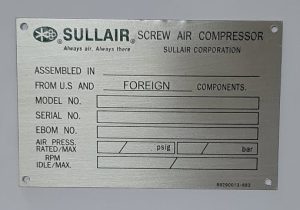 SULLAIR® SCREW AIR COMPRESSOR
Always air. Always there SULLAIR CORPORATION
ASSEMBLED IN
FROM U.S AND FOREIGN COMPONENTS.
MODEL NO.
SERIAL NO.
EBOM NO.
AIR PRESS.
RATED/MAX / psig / bar
RPM
IDLE/MAX. /